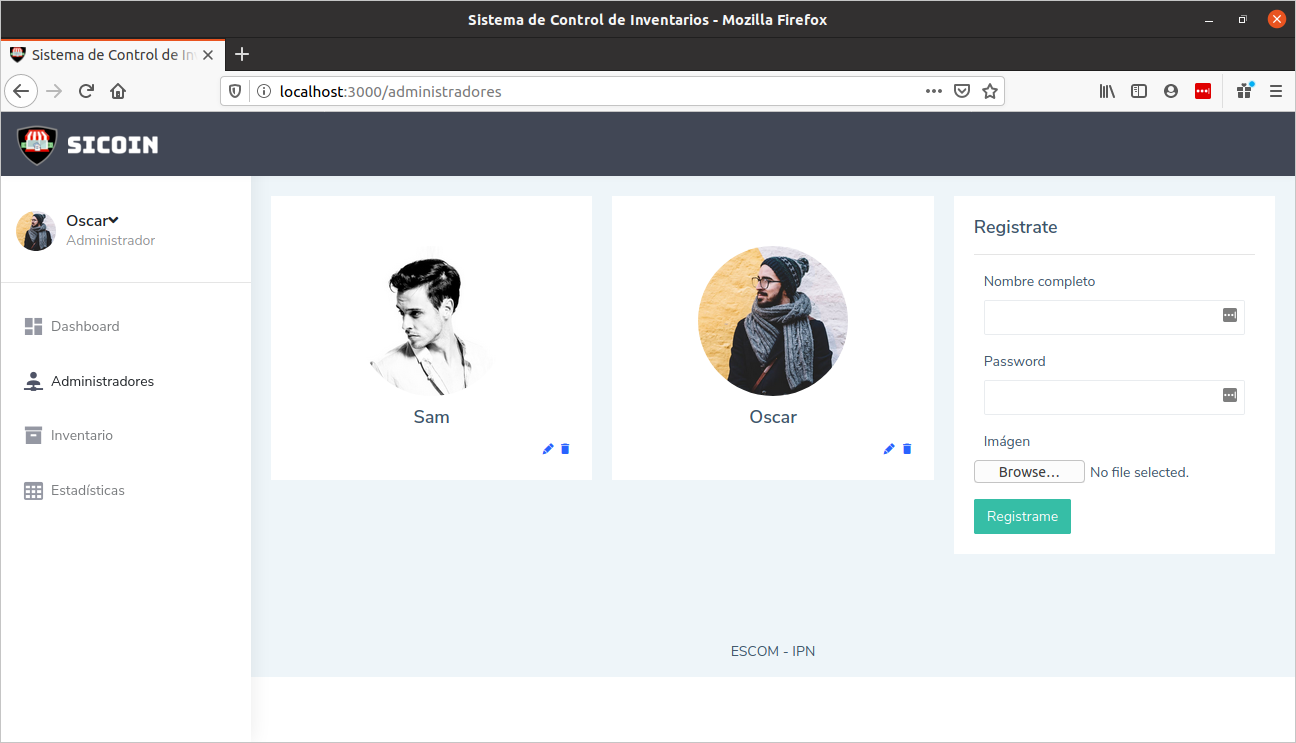 Sistema de Control de Inventarios - Mozilla Firefox
Sistema de Control de In
localhost:3000/administradores
SICOIN
Oscar
Administrador
Dashboard
Administradores
Inventario
Estadísticas
Sam
Oscar
Registrate
Nombre completo
Password
Imágen
Browse... No file selected.
Registrame
ESCOM - IPN